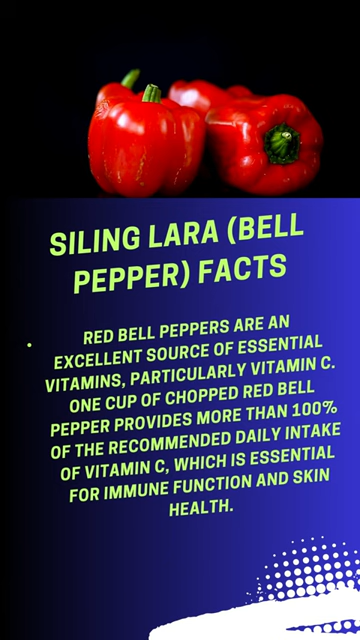 SILING LARA (BELL
PEPPER) FACTS
• RED BELL PEPPERS ARE AN
EXCELLENT SOURCE OF ESSENTIAL
VITAMINS, PARTICULARLY VITAMIN C.
ONE CUP OF CHOPPED RED BELL
PEPPER PROVIDES MORE THAN 100%
OF THE RECOMMENDED DAILY INTAKE
OF VITAMIN C, WHICH IS ESSENTIAL
FOR IMMUNE FUNCTION AND SKIN
HEALTH.